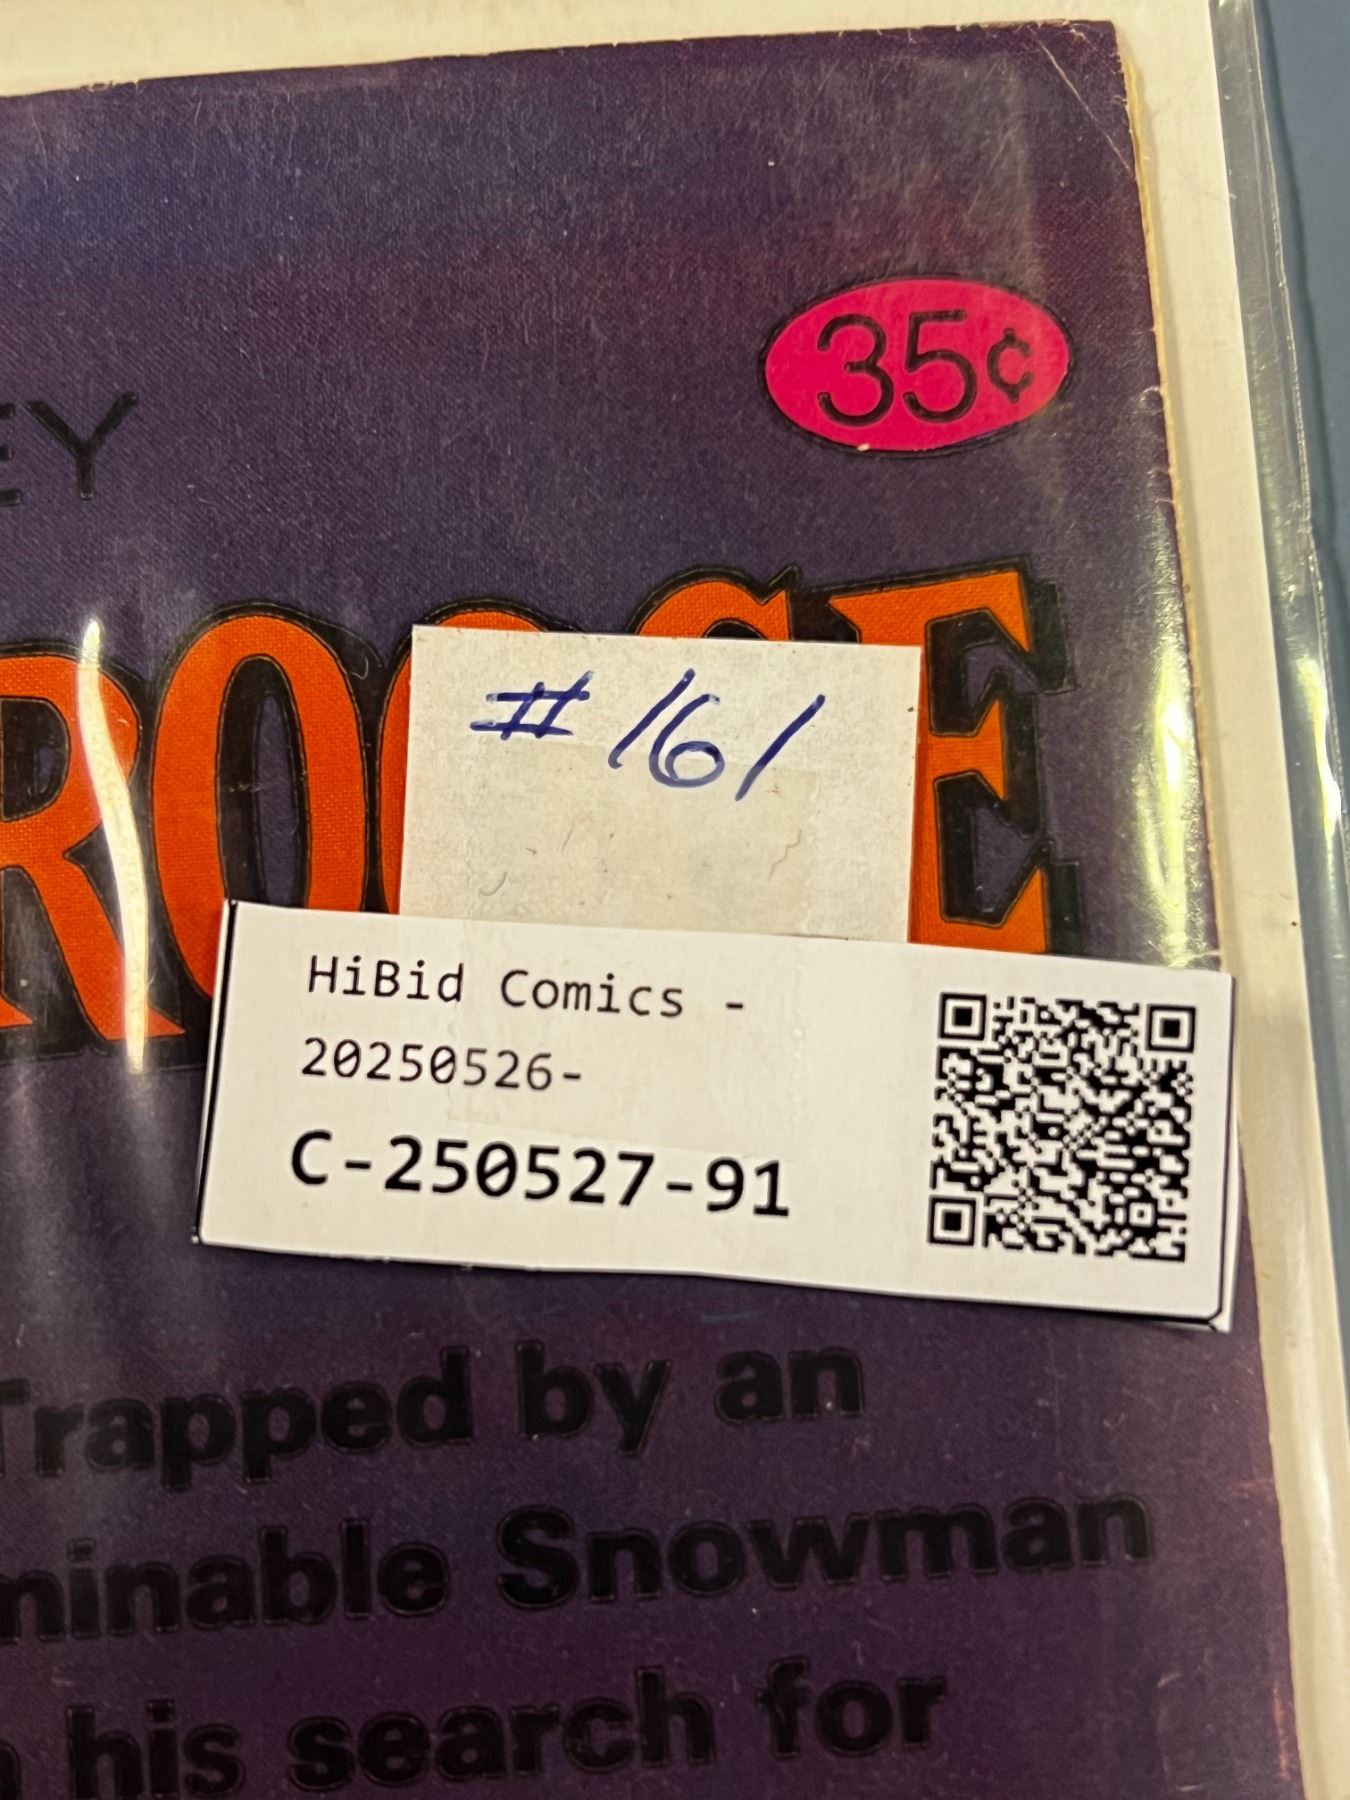 35¢
EY
ROOGE
#161
HiBid Comics -
20250526-
C-250527-91
Trapped by an
minable Snowman
his search for